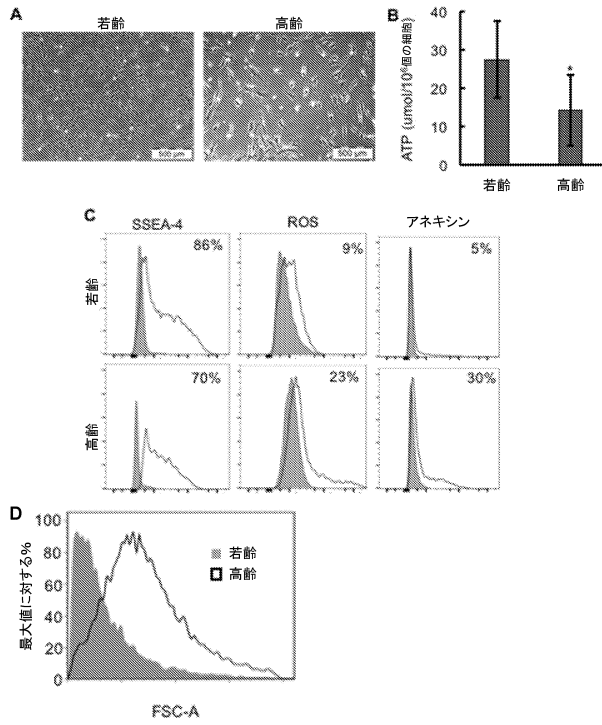 A
若齢
高齢
500 μm
500 μm
B
ATP (umol/10⁶個の細胞)
40
30
20
10
0
*
若齢
高齢
C
SSEA-4
ROS
アネキシン
若齢
86%
9%
5%
高齢
70%
23%
30%
D
最大値に対する%
100
80
60
40
20
0
若齢
高齢
FSC-A